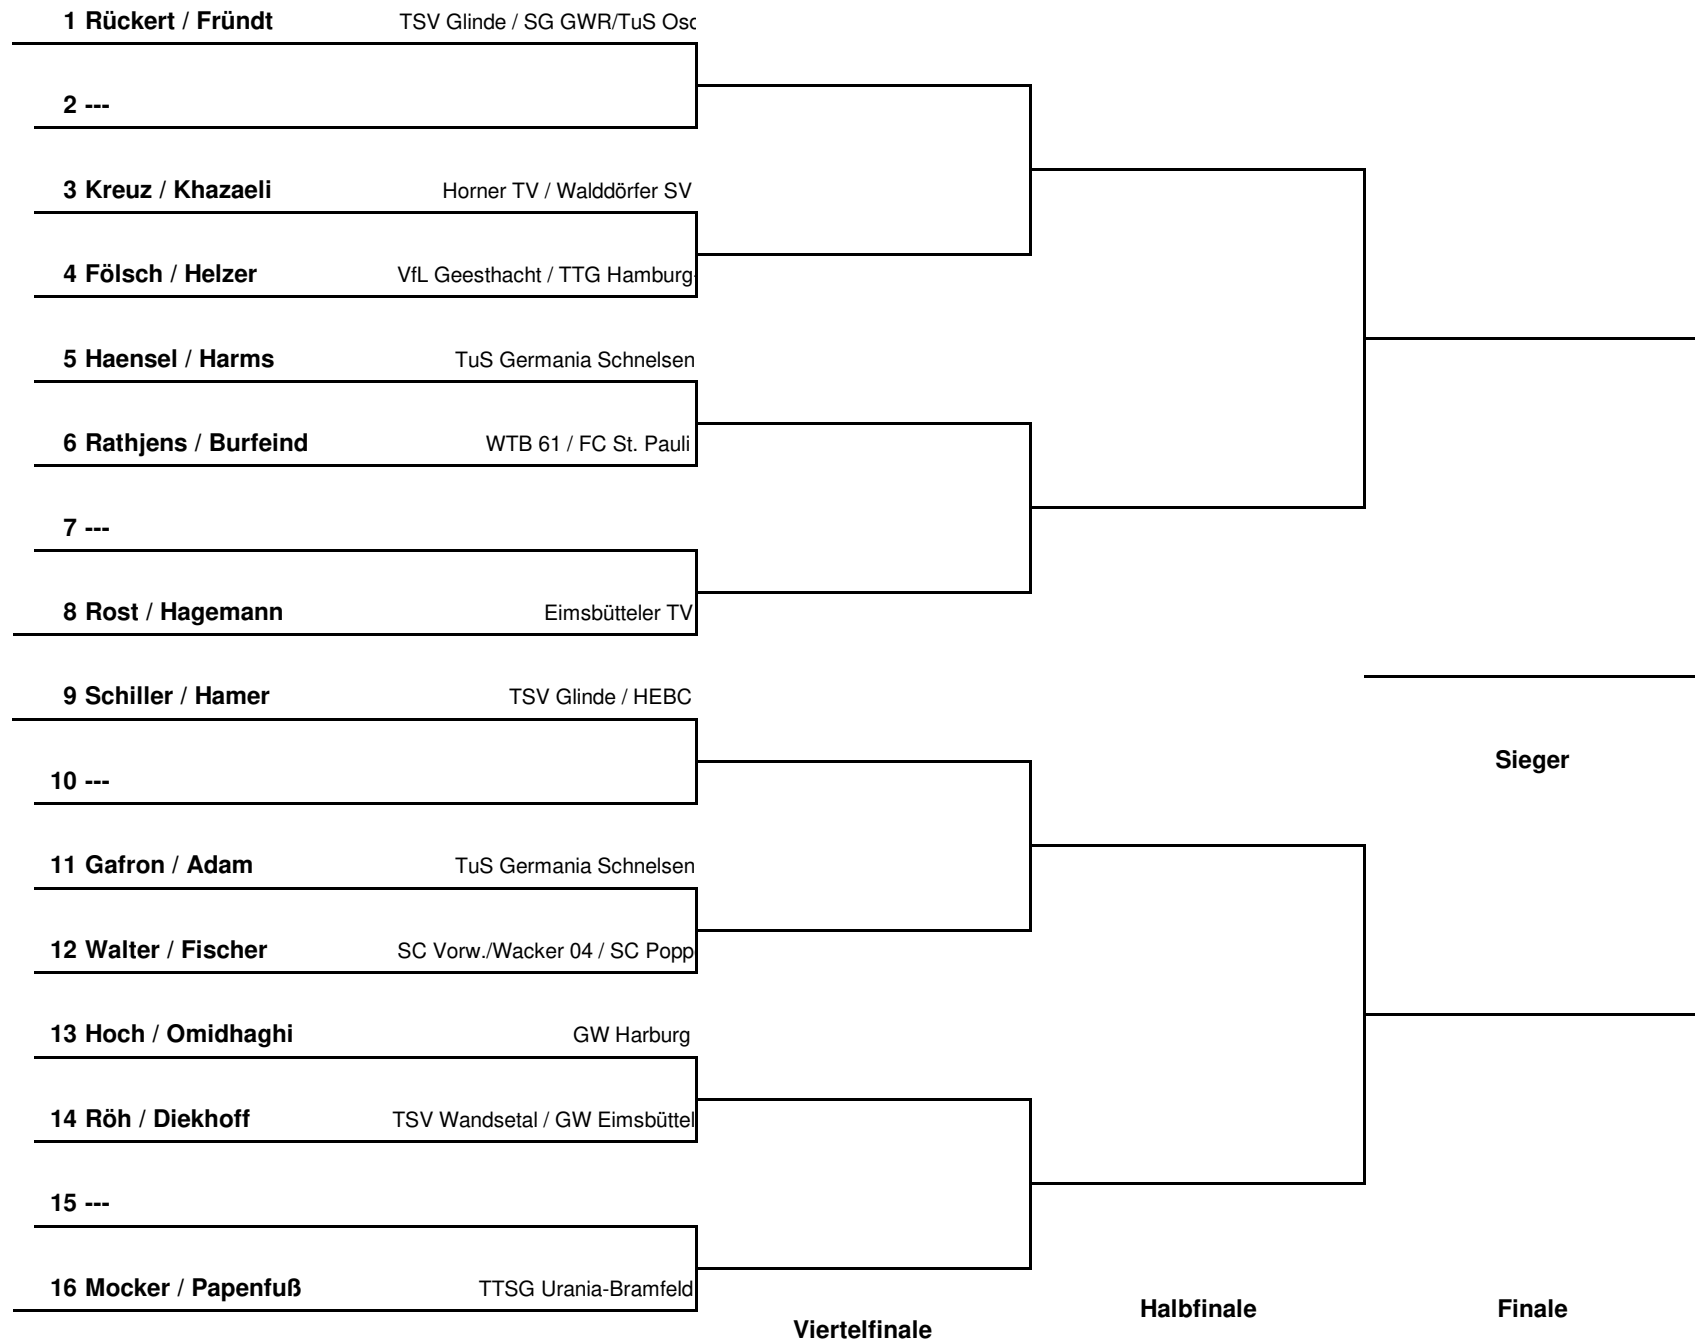 1 Rückert / Fründt TSV Glinde / SG GWR/TuS Osd
2 ---
3 Kreuz / Khazaeli Horner TV / Walddörfer SV
4 Fölsch / Helzer VfL Geesthacht / TTG Hamburg-
5 Haensel / Harms TuS Germania Schnelsen
6 Rathjens / Burfeind WTB 61 / FC St. Pauli
7 ---
8 Rost / Hagemann Eimsbütteler TV
9 Schiller / Hamer TSV Glinde / HEBC
Sieger
10 ---
11 Gafron / Adam TuS Germania Schnelsen
12 Walter / Fischer SC Vorw./Wacker 04 / SC Popp
13 Hoch / Omidhaghi GW Harburg
14 Röh / Diekhoff TSV Wandsetal / GW Eimsbüttel
15 ---
16 Mocker / Papenfuß TTSG Urania-Bramfeld
Viertelfinale
Halbfinale
Finale